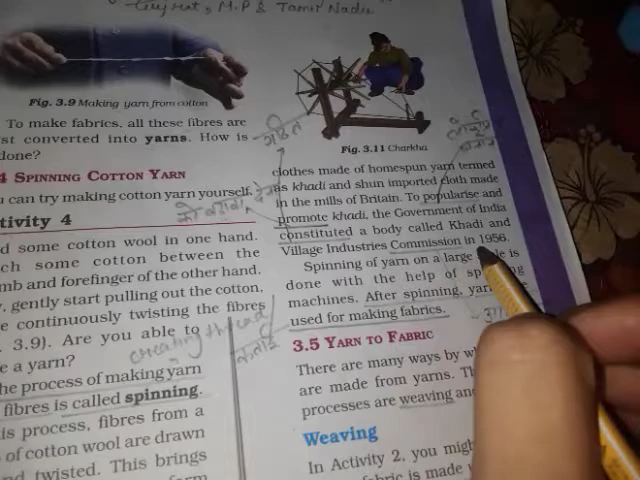 Gujrat, M.P & Tamil Nadu
Fig. 3.9 Making yarn from cotton
To make fabrics, all these fibres are
st converted into yarns. How is
done?
4 SPINNING COTTON YARN
u can try making cotton yarn yourself.
tivity 4
d some cotton wool in one hand.
ch some cotton between the
mb and forefinger of the other hand.
, gently start pulling out the cotton,
e continuously twisting the fibres
. 3.9). Are you able to
e a yarn?
creating thread
he process of making yarn
fibres is called spinning.
is process, fibres from a
of cotton wool are drawn
nd twisted. This brings
Fig. 3.11 Charkha
clothes made of homespun yarn termed
as khadi and shun imported cloth made
in the mills of Britain. To popularise and
promote khadi, the Government of India
constituted a body called Khadi and
Village Industries Commission in 1956.
Spinning of yarn on a large is
done with the help of
machines. After spinning,
used for making fabrics.
3.5 YARN TO FABRIC
There are many ways by
are made from yarns.
processes are weaving
Weaving
In Activity 2, you
fabric is made